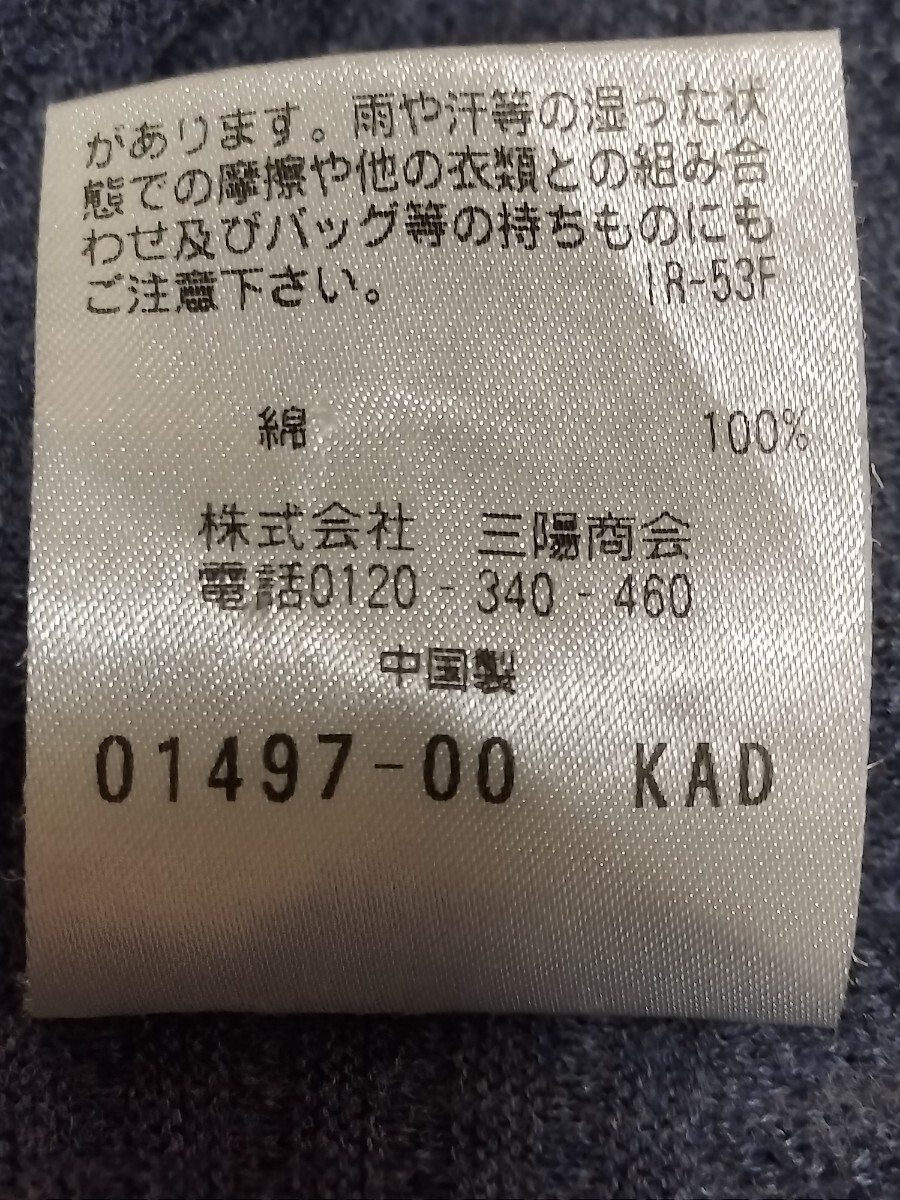 があります。雨や汗等の湿った状
態での摩擦や他の衣類との組み合
わせ及びバッグ等の持ちものにも
ご注意下さい。 IR-53F
綿 100%
株式会社 三陽商会
電話0120-340-460
中国製
01497-00 KAD